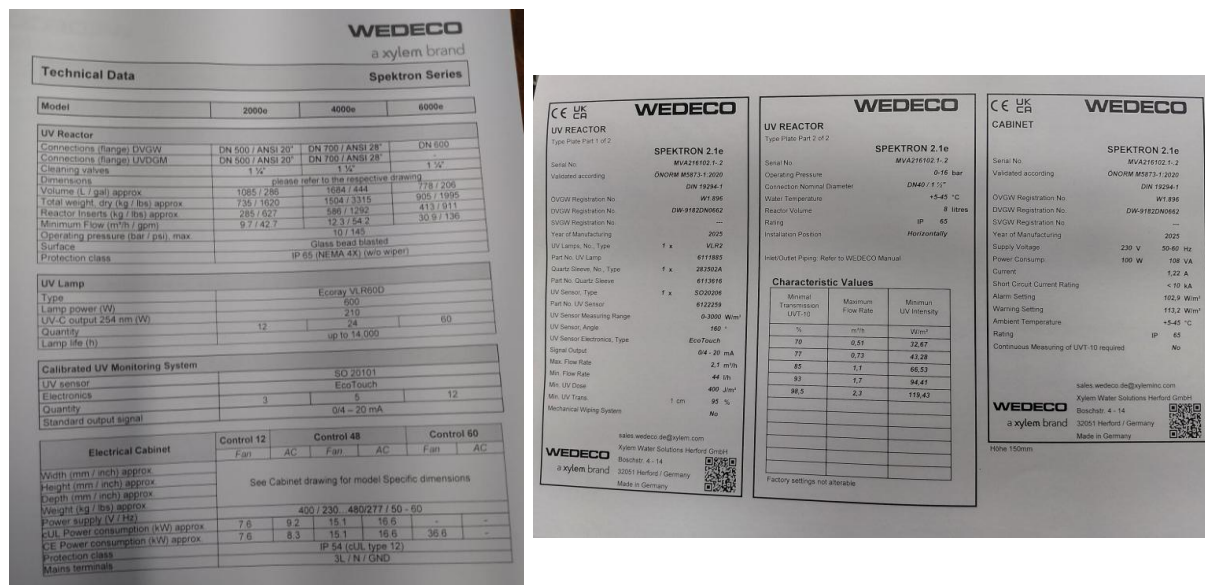 WEDECO
a xylem brand
Technical Data Spektron Series
Model 2000e 4000e 6000e
UV Reactor
Connections (flange) DVGW DN 500 / ANSI 20" DN 700 / ANSI 28" DN 600
Connections (flange) UVDGM DN 500 / ANSI 20" DN 700 / ANSI 28"
Cleaning valves 1 ¼" 1 ¼" 1 ¼"
Dimensions please refer to the respective drawing
Volume (L / gal) approx 1085 / 286 1684 / 444 778 / 206
Total weight, dry (kg / lbs) approx 735 / 1620 1504 / 3315 905 / 1995
Reactor Inserts (kg / lbs) approx 285 / 627 586 / 1292 413 / 911
Minimum Flow (m³/h / gpm) 9.7 / 42.7 12.3 / 54.2 30.9 / 136
Operating pressure (bar / psi), max. 10 / 145
Surface Glass bead blasted
Protection class IP 65 (NEMA 4X) (w/o wiper)
UV Lamp
Type Ecoray VLR60D
Lamp power (W) 600
UV-C output 254 nm (W) 210
Quantity 12 24 60
Lamp life (h) up to 14.000
Calibrated UV Monitoring System
UV sensor SO 20101
Electronics EcoTouch
Quantity 3 5 12
Standard output signal 0/4 – 20 mA
Electrical Cabinet Control 12 Control 48 Control 60
Fan AC Fan AC Fan AC
Width (mm / inch) approx.
Height (mm / inch) approx.
Depth (mm / inch) approx.
See Cabinet drawing for model Specific dimensions
Weight (kg / lbs) approx.
Power supply (V / Hz) 400 / 230...480/277 / 50 - 60
cUL Power consumption (kW) approx. 7.6 9.2 15.1 16.6 - -
CE Power consumption (kW) approx. 7.6 8.3 15.1 16.6 36.6 -
Protection class IP 54 (cUL type 12)
Mains terminals 3L / N / GND
CE UK CA WEDECO
UV REACTOR
Type Plate Part 1 of 2
SPEKTRON 2.1e
Serial No. MVA216102.1-.2
Validated according ÖNORM M5873-1:2020
DIN 19294-1
ÖVGW Registration No. W1.896
DVGW Registration No. DW-9182DN0662
SVGW Registration No. ---
Year of Manufacturing 2025
UV Lamps, No., Type 1 x VLR2
Part No. UV Lamp 6111885
Quartz Sleeve, No., Type 1 x 283502A
Part No. Quartz Sleeve 6113616
UV Sensor, Type 1 x SO20206
Part No. UV Sensor 6122259
UV Sensor Measuring Range 0-3000 W/m²
UV Sensor, Angle 160 °
UV Sensor Electronics, Type EcoTouch
Signal Output 0/4 - 20 mA
Max. Flow Rate 2,1 m³/h
Min. Flow Rate 44 l/h
Min. UV Dose 400 J/m²
Min. UV Trans. 1 cm 95 %
Mechanical Wiping System No
sales.wedeco.de@xylem.com
Xylem Water Solutions Herford GmbH
WEDECO
a xylem brand
Boschstr. 4 - 14
32051 Herford / Germany
Made in Germany
WEDECO
UV REACTOR
Type Plate Part 2 of 2
SPEKTRON 2.1e
Serial No. MVA216102.1-.2
Operating Pressure 0-16 bar
Connection Nominal Diameter DN40 / 1 ½"
Water Temperature +5-45 °C
Reactor Volume 8 litres
Rating IP 65
Installation Position Horizontally
Inlet/Outlet Piping: Refer to WEDECO Manual
Characteristic Values
Minimal Transmission UVT-10 Maximum Flow Rate Minimun UV Intensity
% m³/h W/m²
70 0,51 32,67
77 0,73 43,28
85 1,1 66,53
93 1,7 94,41
98,5 2,3 119,43
Factory settings not alterable
CE UK CA WEDECO
CABINET
SPEKTRON 2.1e
Serial No. MVA216102.1-.2
Validated according ÖNORM M5873-1:2020
DIN 19294-1
ÖVGW Registration No. W1.896
DVGW Registration No. DW-9182DN0662
SVGW Registration No. ---
Year of Manufacturing 2025
Supply Voltage 230 V 50-60 Hz
Power Consump. 100 W 108 VA
Current 1,22 A
Short Circuit Current Rating < 10 kA
Alarm Setting 102,9 W/m²
Warning Setting 113,2 W/m²
Ambient Temperature +5-45 °C
Rating IP 65
Continuous Measuring of UVT-10 required No
sales.wedeco.de@xyleminc.com
Xylem Water Solutions Herford GmbH
WEDECO
a xylem brand
Boschstr. 4 - 14
32051 Herford / Germany
Made in Germany
Höhe 150mm